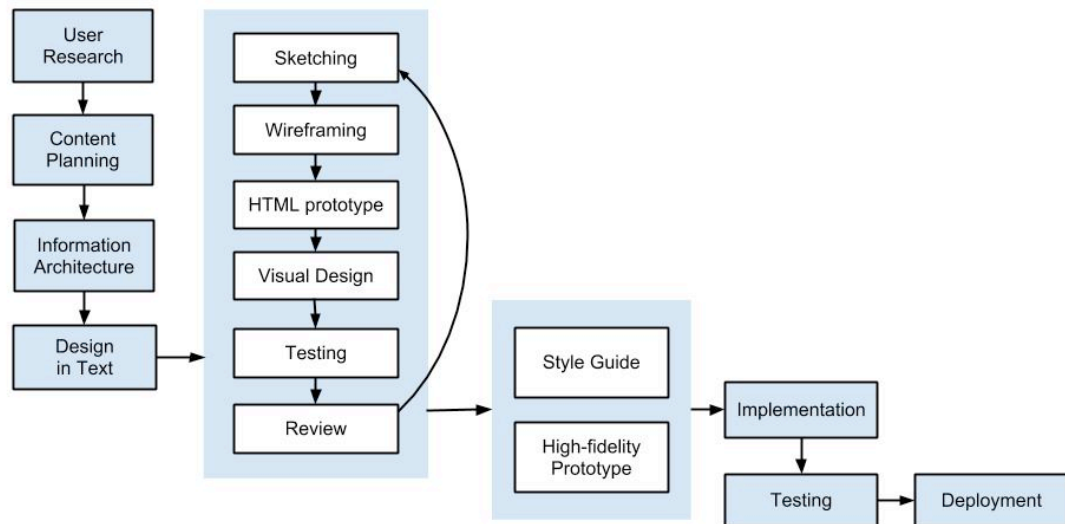 User
Research
Content
Planning
Information
Architecture
Design
in Text
Sketching
Wireframing
HTML prototype
Visual Design
Testing
Review
Style Guide
High-fidelity
Prototype
Implementation
Testing
Deployment